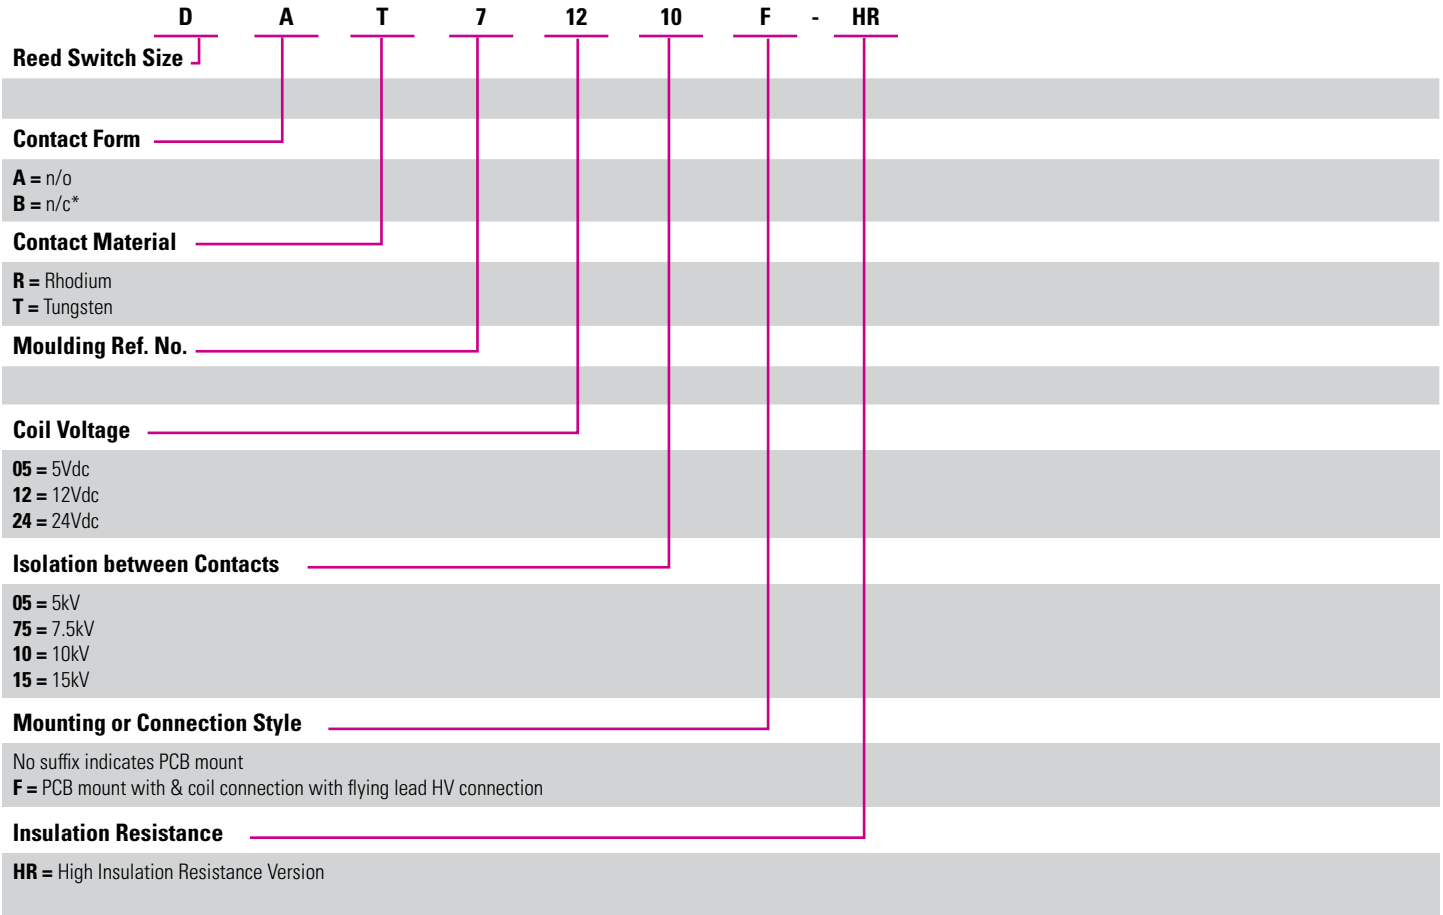 D A T 7 12 10 F - HR
Reed Switch Size
Contact Form
A = n/o
B = n/c*
Contact Material
R = Rhodium
T = Tungsten
Moulding Ref. No.
Coil Voltage
05 = 5Vdc
12 = 12Vdc
24 = 24Vdc
Isolation between Contacts
05 = 5kV
75 = 7.5kV
10 = 10kV
15 = 15kV
Mounting or Connection Style
No suffix indicates PCB mount
F = PCB mount with & coil connection with flying lead HV connection
Insulation Resistance
HR = High Insulation Resistance Version